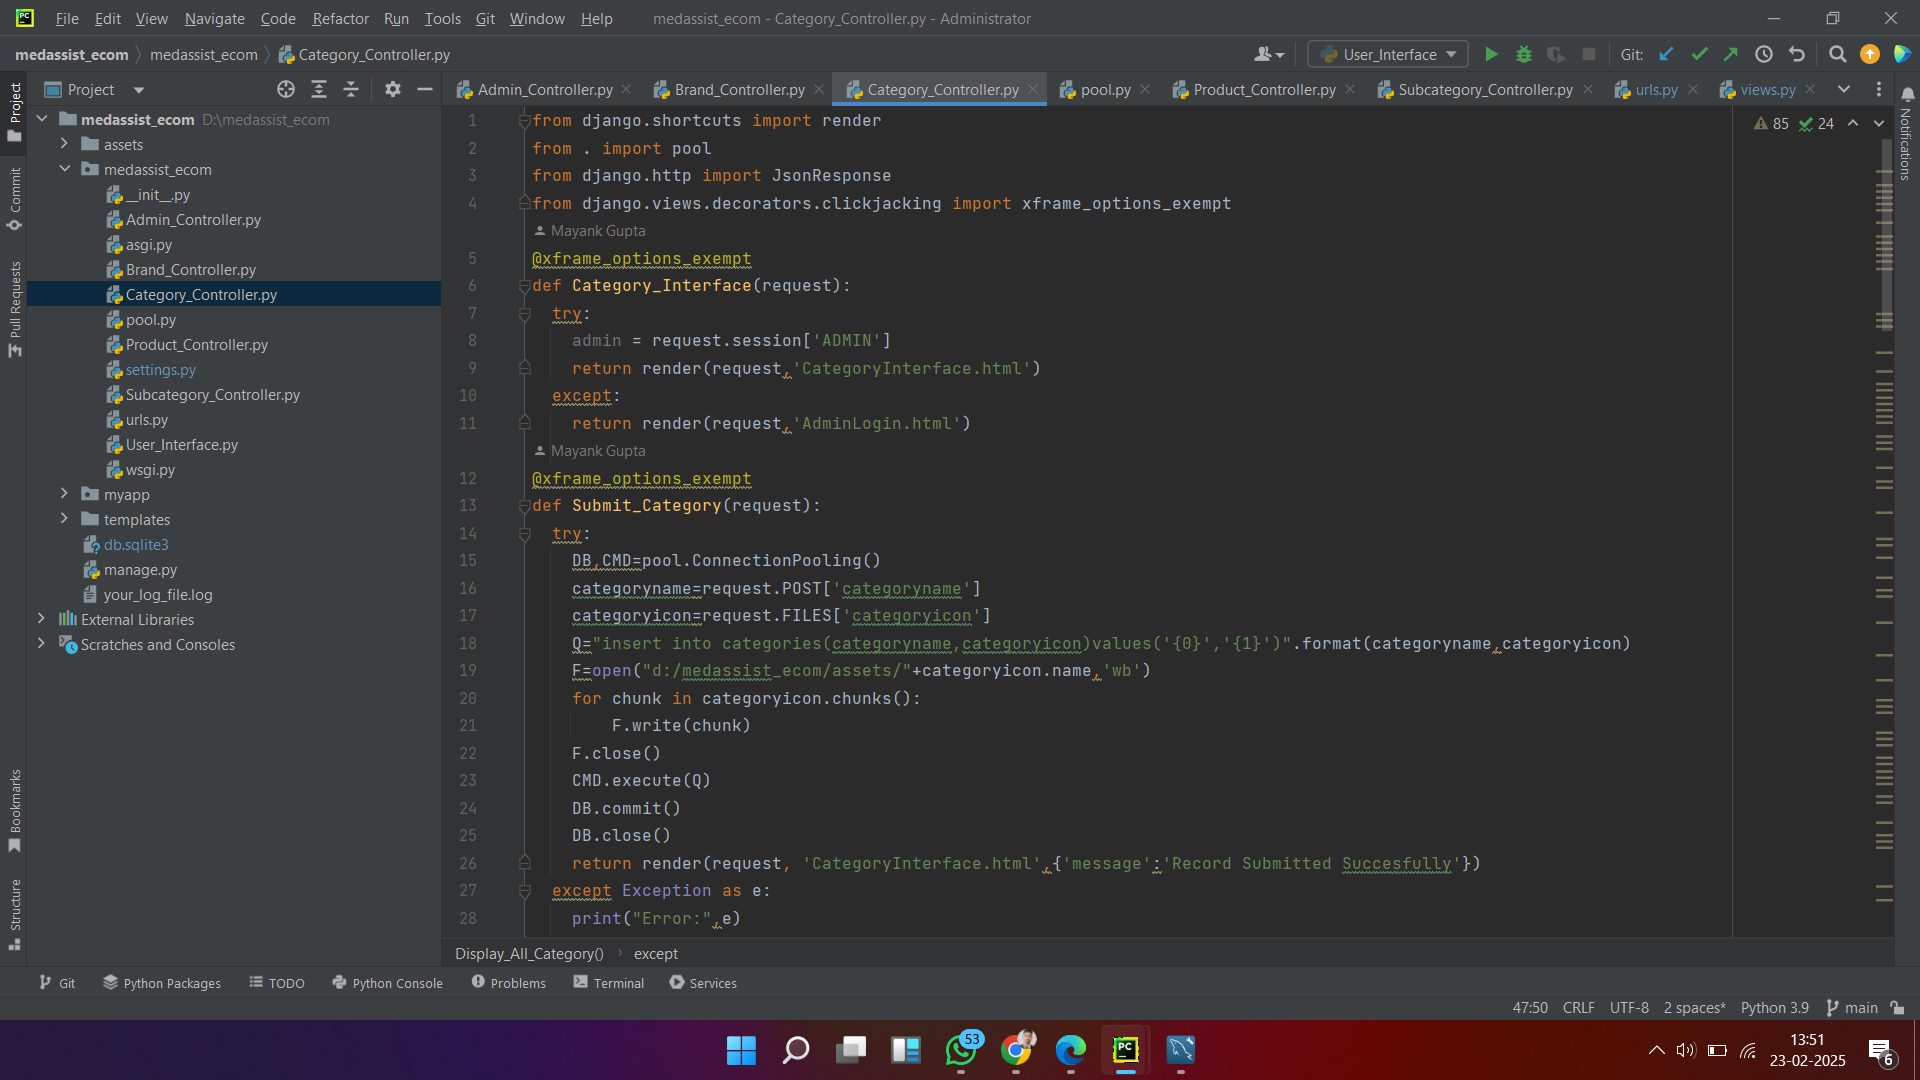 PC File Edit View Navigate Code Refactor Run Tools Git Window Help medassist_ecom - Category_Controller.py - Administrator
medassist_ecom medassist_ecom Category_Controller.py User_Interface Git:
Project
Admin_Controller.py Brand_Controller.py Category_Controller.py pool.py Product_Controller.py Subcategory_Controller.py urls.py views.py
Project
Commit
Pull Requests
Bookmarks
Structure
Notifications
medassist_ecom D:\medassist_ecom
assets
medassist_ecom
__init__.py
Admin_Controller.py
asgi.py
Brand_Controller.py
Category_Controller.py
pool.py
Product_Controller.py
settings.py
Subcategory_Controller.py
urls.py
User_Interface.py
wsgi.py
myapp
templates
db.sqlite3
manage.py
your_log_file.log
External Libraries
Scratches and Consoles
85 24
1 from django.shortcuts import render
2 from . import pool
3 from django.http import JsonResponse
4 from django.views.decorators.clickjacking import xframe_options_exempt
Mayank Gupta
5 @xframe_options_exempt
6 def Category_Interface(request):
7 try:
8 admin = request.session['ADMIN']
9 return render(request,'CategoryInterface.html')
10 except:
11 return render(request,'AdminLogin.html')
Mayank Gupta
12 @xframe_options_exempt
13 def Submit_Category(request):
14 try:
15 DB,CMD=pool.ConnectionPooling()
16 categoryname=request.POST['categoryname']
17 categoryicon=request.FILES['categoryicon']
18 Q="insert into categories(categoryname,categoryicon)values('{0}','{1}')".format(categoryname,categoryicon)
19 F=open("d:/medassist_ecom/assets/"+categoryicon.name,'wb')
20 for chunk in categoryicon.chunks():
21 F.write(chunk)
22 F.close()
23 CMD.execute(Q)
24 DB.commit()
25 DB.close()
26 return render(request, 'CategoryInterface.html',{'message':'Record Submitted Succesfully'})
27 except Exception as e:
28 print("Error:",e)
Display_All_Category() except
Git Python Packages TODO Python Console Problems Terminal Services
47:50 CRLF UTF-8 2 spaces* Python 3.9 main
53
PC
13:51
23-02-2025
6